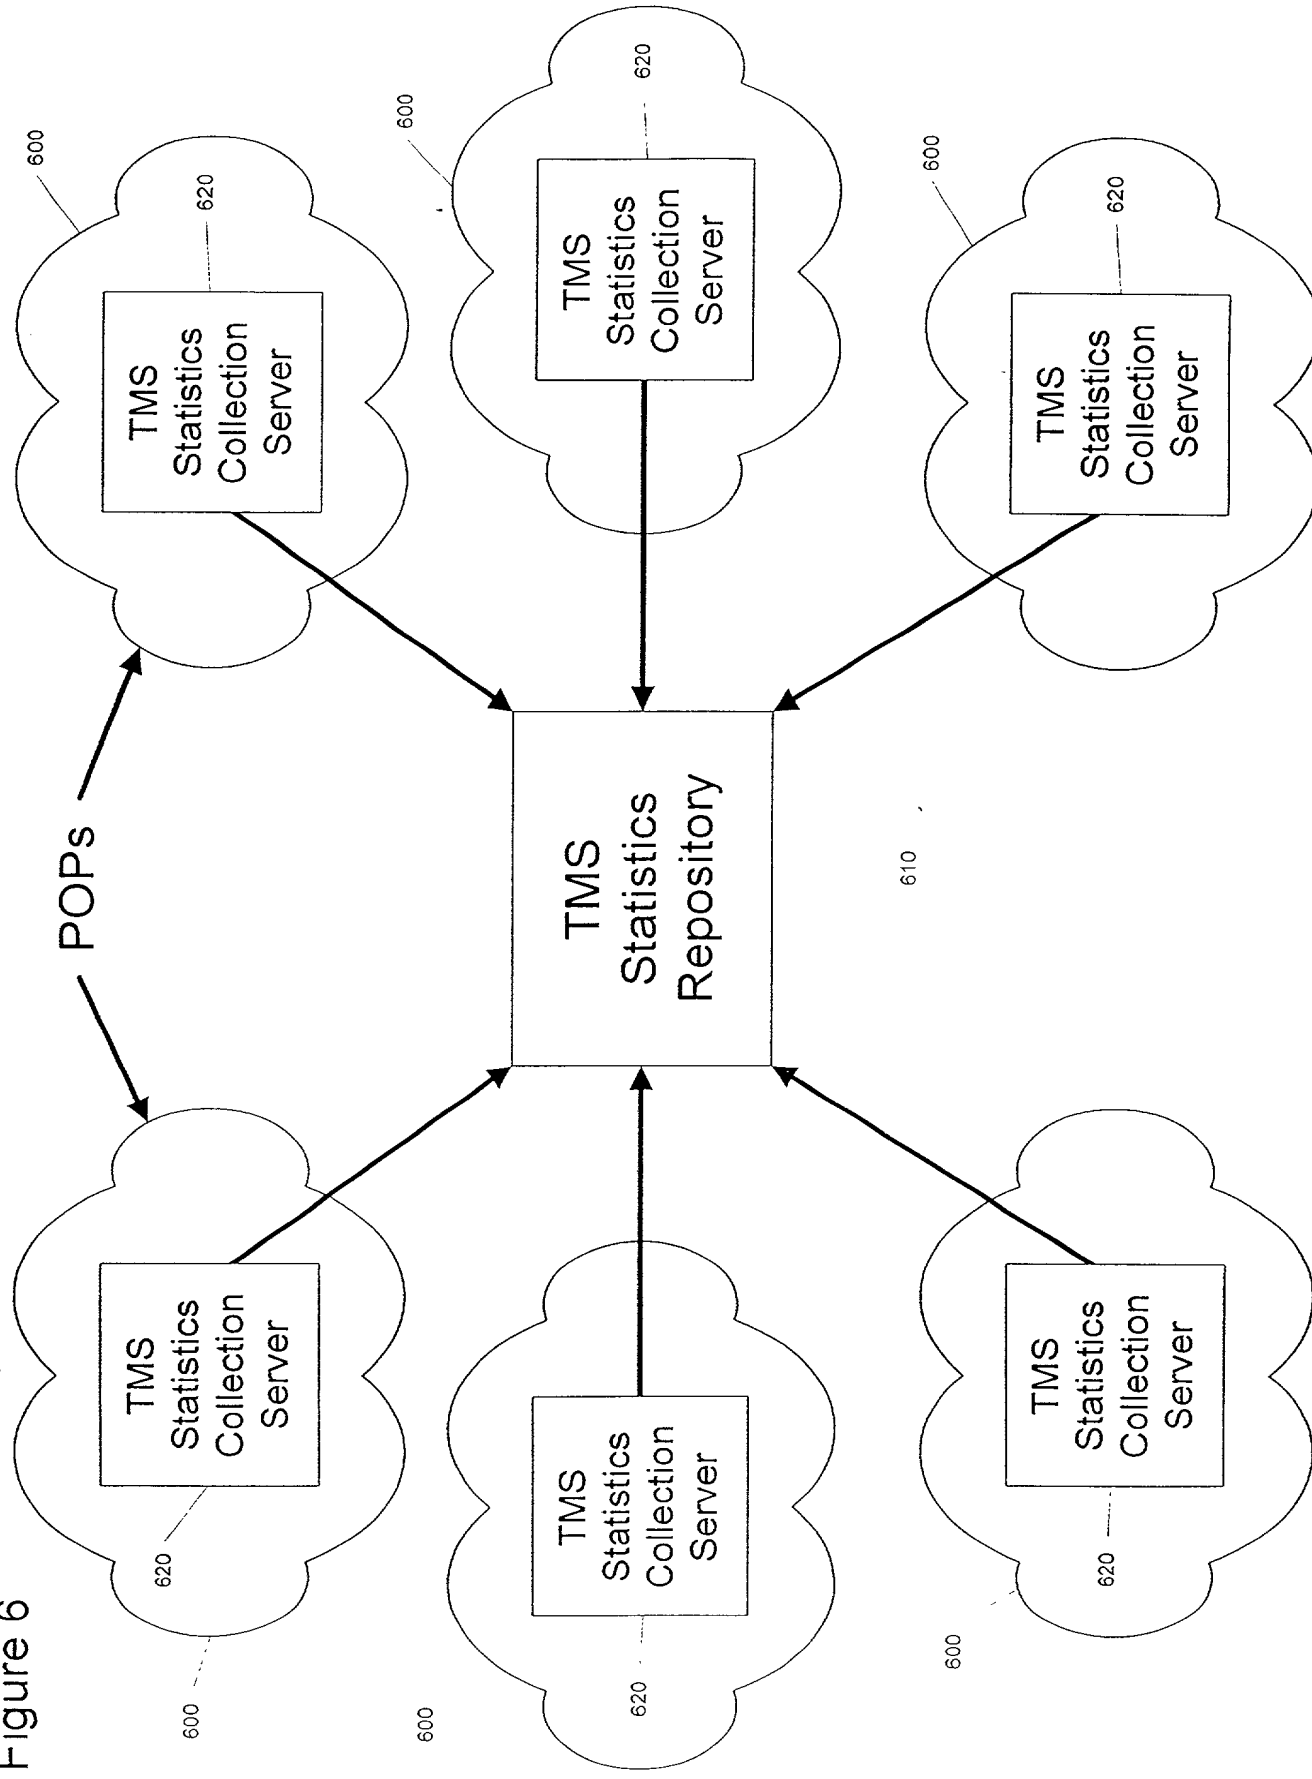 Figure 6
POPs
600
620
TMS
Statistics
Collection
Server
TMS
Statistics
Collection
Server
620
600
600
620
TMS
Statistics
Collection
Server
TMS
Statistics
Repository
610
TMS
Statistics
Collection
Server
620
600
600
620
TMS
Statistics
Collection
Server
TMS
Statistics
Collection
Server
620
600